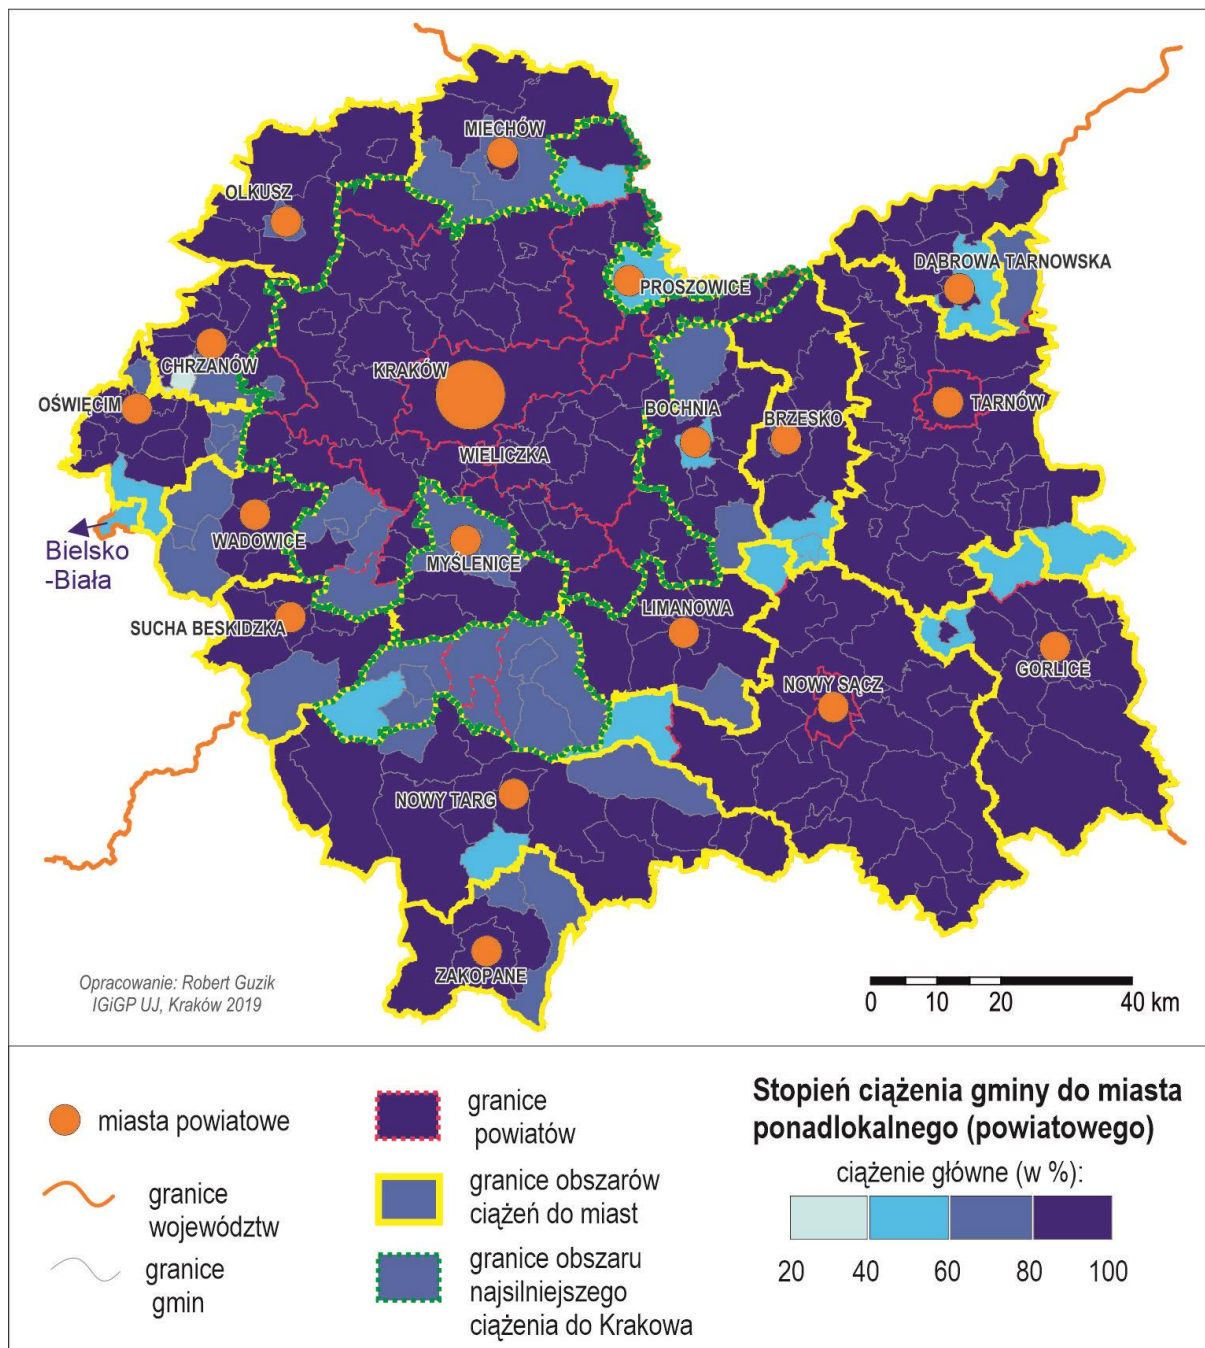 MIECHÓW
OLKUSZ
DĄBROWA TARNOWSKA
PROSZOWICE
CHRZANÓW
KRAKÓW
OŚWIĘCIM
BOCHNIA
BRZESKO
TARNÓW
WIELICZKA
WADOWICE
MYŚLENICE
Bielsko
-Biała
LIMANOWA
SUCHA BESKIDZKA
GORLICE
NOWY SĄCZ
NOWY TARG
ZAKOPANE
Opracowanie: Robert Guzik
IGiGP UJ, Kraków 2019
0 10 20 40 km
miasta powiatowe
granice
województw
granice
gmin
granice
powiatów
granice obszarów
ciążeń do miast
granice obszaru
najsilniejszego
ciążenia do Krakowa
Stopień ciążenia gminy do miasta
ponadlokalnego (powiatowego)
ciążenie główne (w %):
20 40 60 80 100